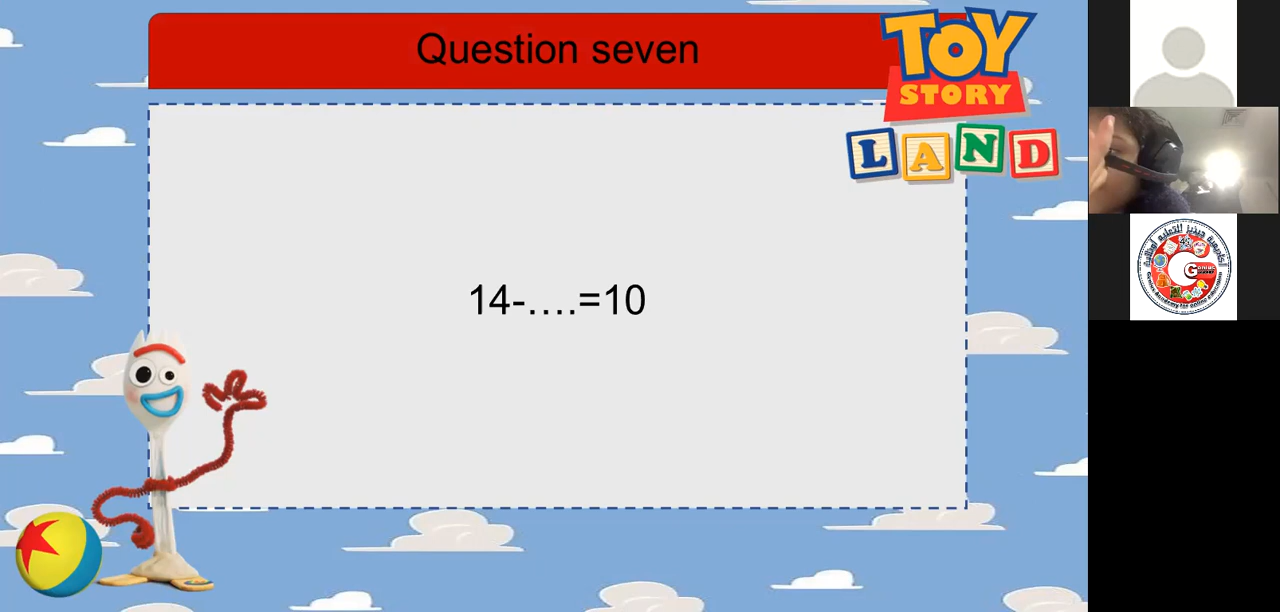 Question seven
TOY
STORY
LAND
14-....=10